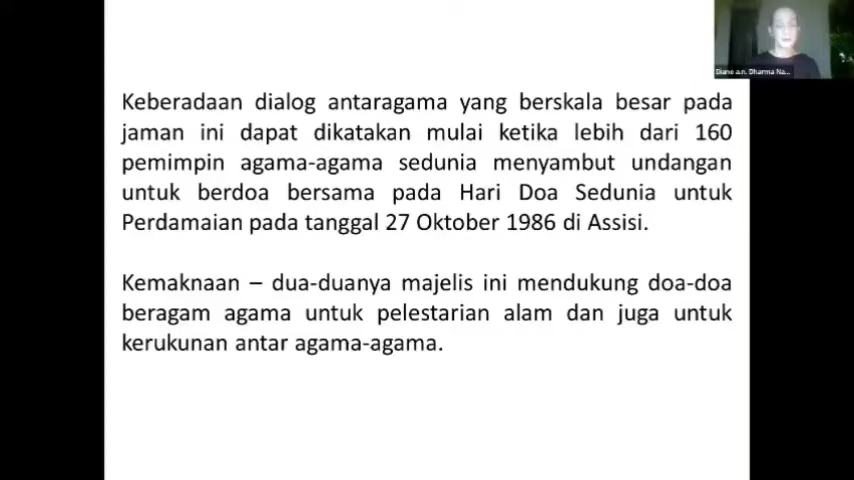 Diane a.n. Dharma Na...
Keberadaan dialog antaragama yang berskala besar pada
jaman ini dapat dikatakan mulai ketika lebih dari 160
pemimpin agama-agama sedunia menyambut undangan
untuk berdoa bersama pada Hari Doa Sedunia untuk
Perdamaian pada tanggal 27 Oktober 1986 di Assisi.
Kemaknaan – dua-duanya majelis ini mendukung doa-doa
beragam agama untuk pelestarian alam dan juga untuk
kerukunan antar agama-agama.